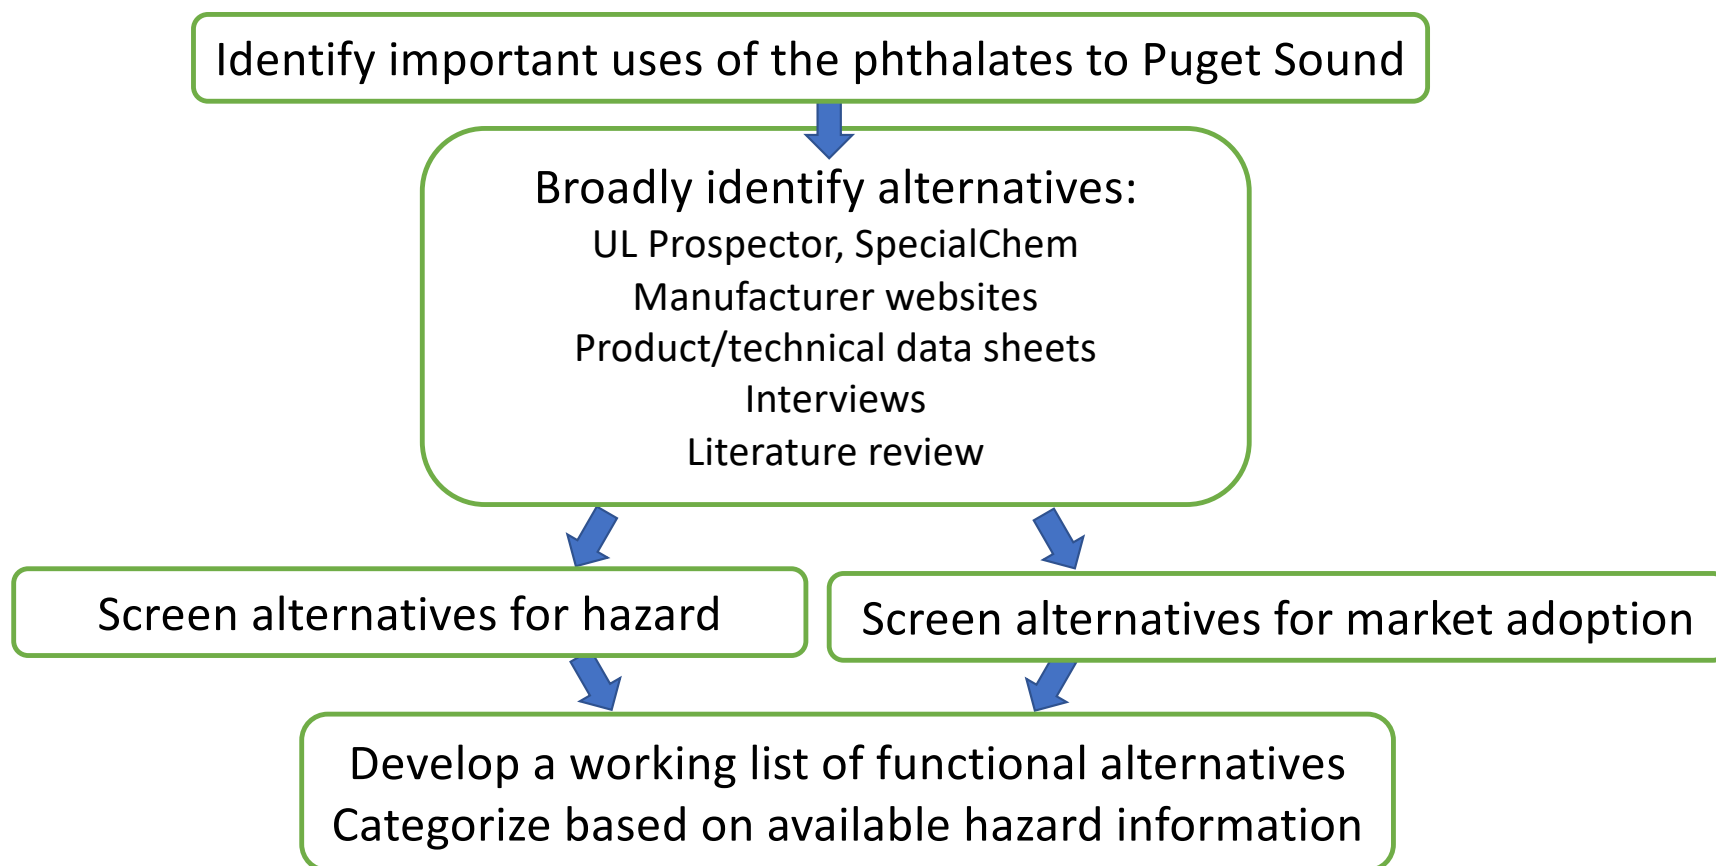 Identify important uses of the phthalates to Puget Sound
Broadly identify alternatives:
UL Prospector, SpecialChem
Manufacturer websites
Product/technical data sheets
Interviews
Literature review
Screen alternatives for hazard
Screen alternatives for market adoption
Develop a working list of functional alternatives
Categorize based on available hazard information